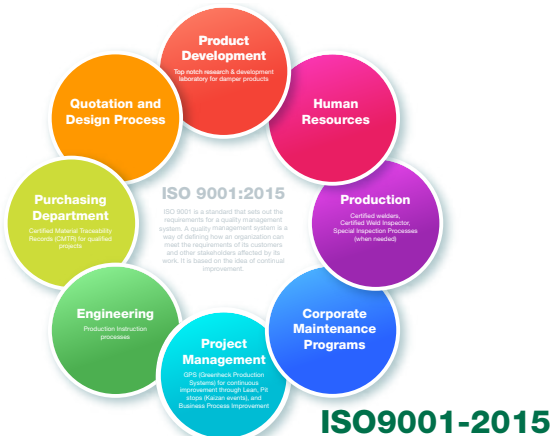 Product
Development
Top notch research & development
laboratory for damper products
Human
Resources
Production
Certified welders,
Certified Weld Inspector,
Special Inspection Processes
(when needed)
Corporate
Maintenance
Programs
Project
Management
GPS (Greenheck Production
Systems) for continuous
improvement through Lean, Pit
stops (Kaizan events), and
Business Process Improvement
Engineering
Production Instruction
processes
Purchasing
Department
Certified Material Traceability
Records (CMTR) for qualified
projects
Quotation and
Design Process
ISO 9001:2015
ISO 9001 is a standard that sets out the
requirements for a quality management
system. A quality management system is a
way of defining how an organization can
meet the requirements of its customers
and other stakeholders affected by its
work. It is based on the idea of continual
improvement.
ISO9001-2015